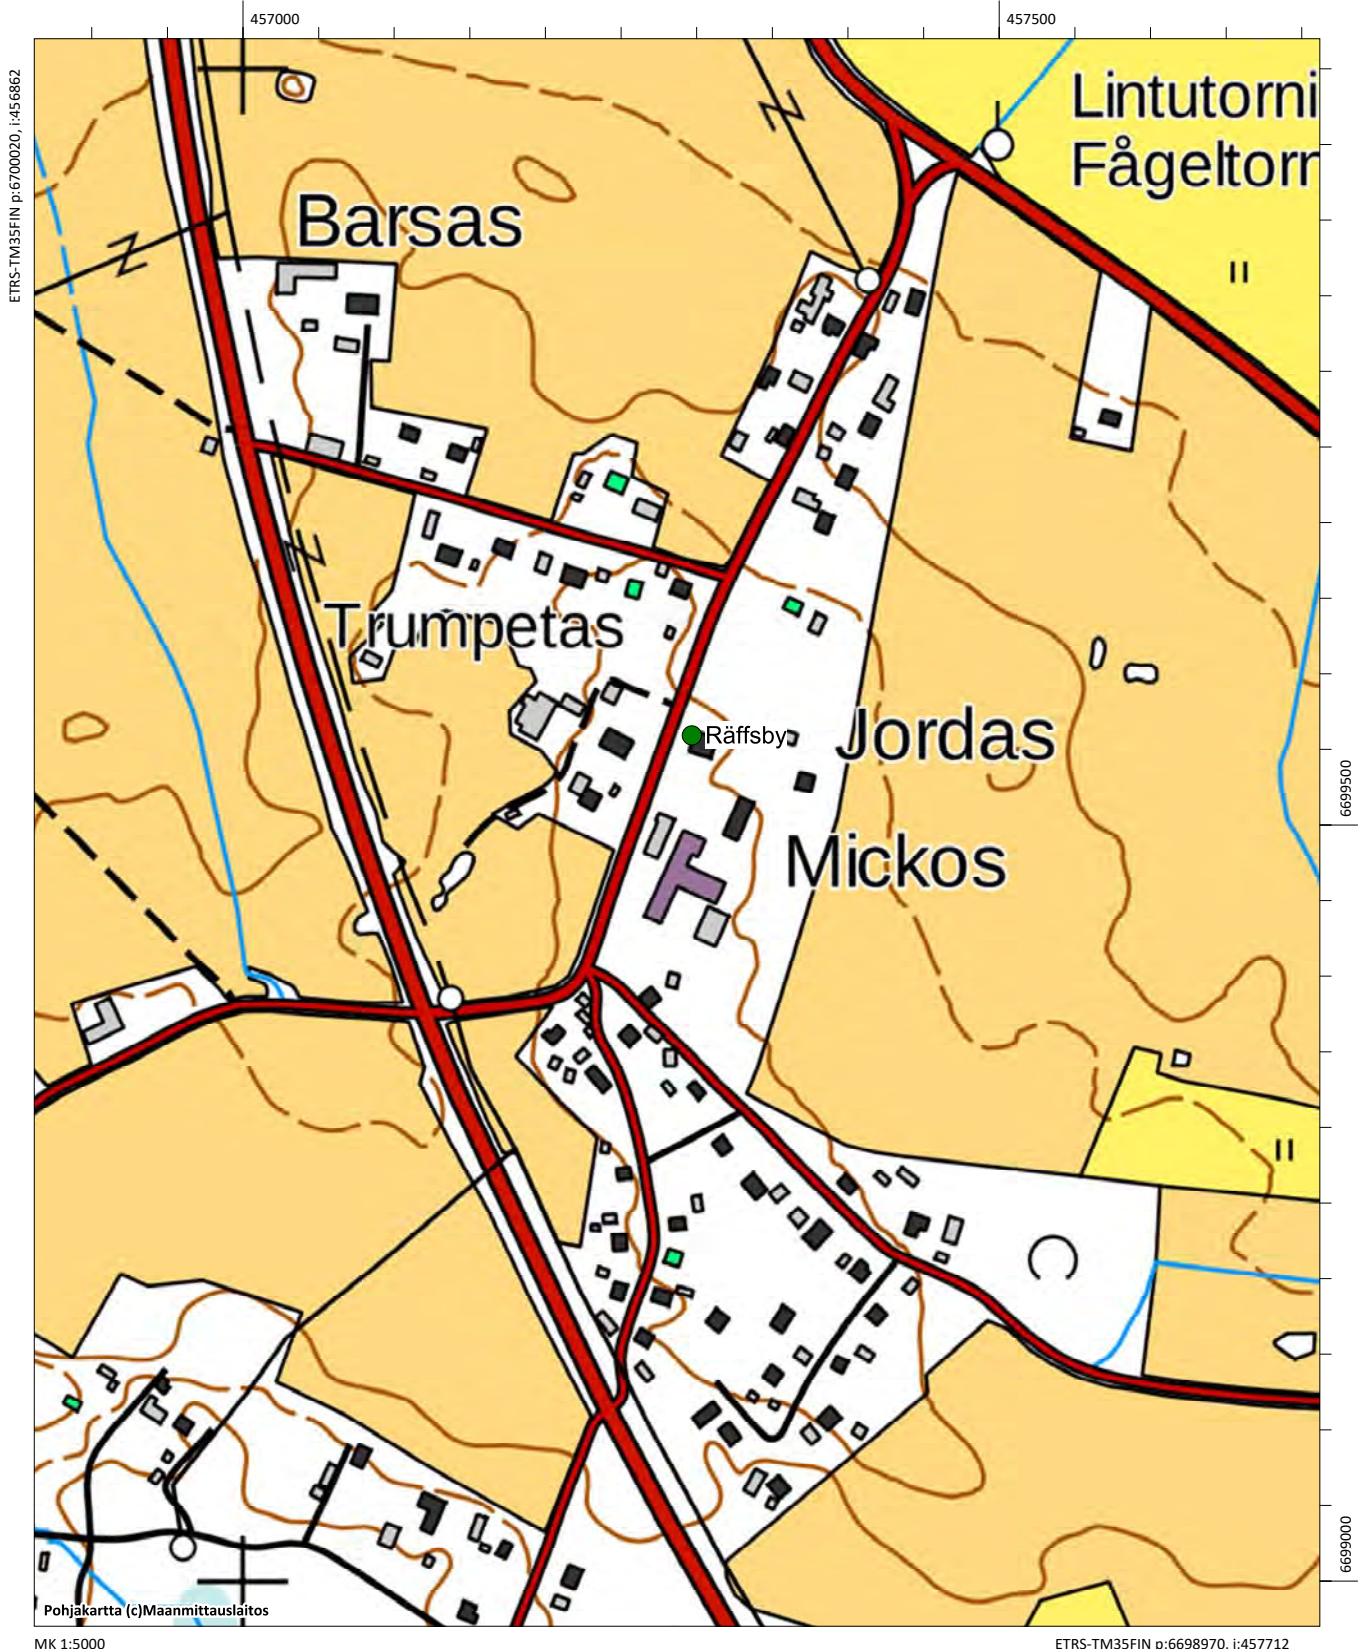 457000
457500
ETRS-TM35FIN p:6700020, i:456862
Lintutorni
Fågeltorr
Barsas
Trumpetas
Räffsby
Jordas
Mickos
6699500
6699000
Pohjakartta (c)Maanmittauslaitos
MK 1:5000
ETRS-TM35FIN p:6698970, i:457712